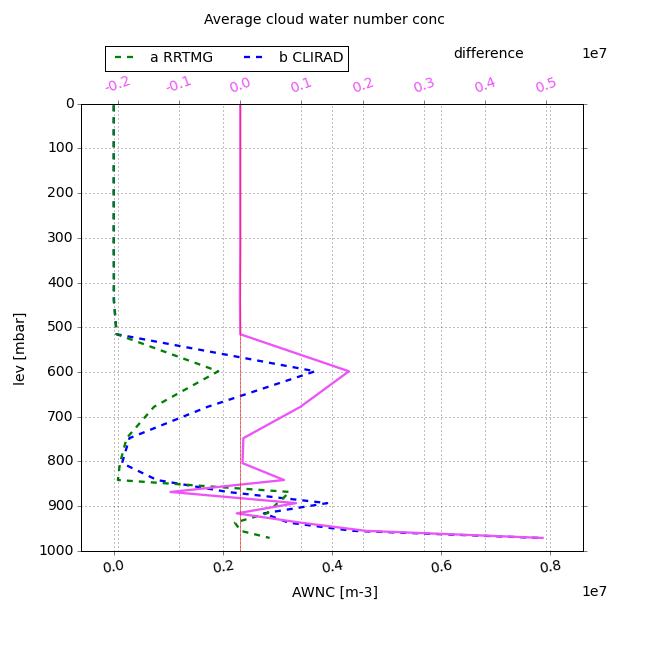 Average cloud water number conc
a RRTMG b CLIRAD difference 1e7
-0.2 -0.1 0.0 0.1 0.2 0.3 0.4 0.5
0
100
200
300
400
500
600
700
800
900
1000
lev [mbar]
0.0 0.2 0.4 0.6 0.8
AWNC [m-3] 1e7